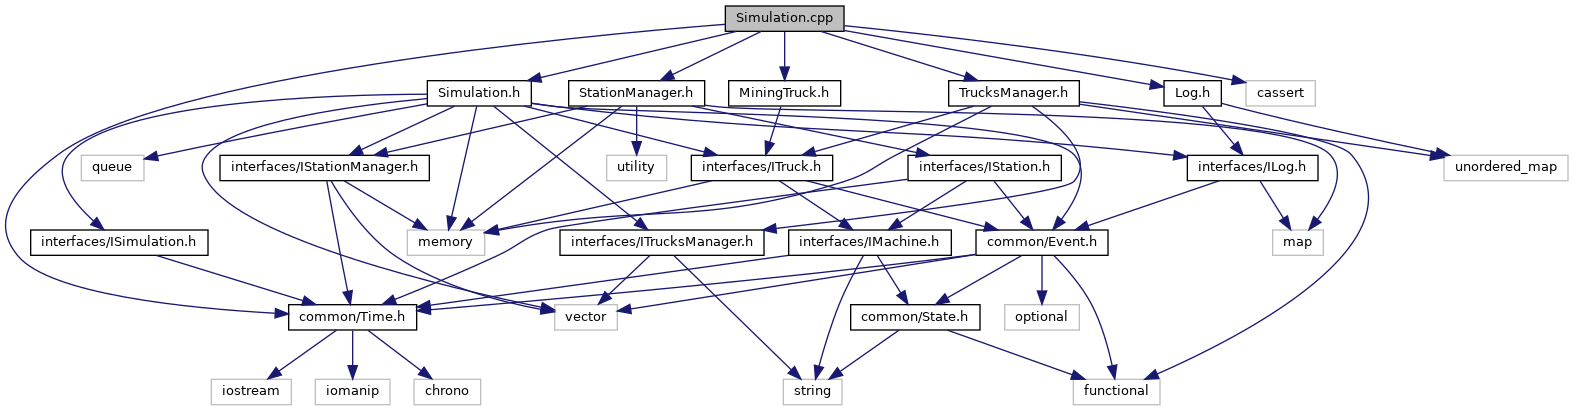 Simulation.cpp
Simulation.h
StationManager.h
MiningTruck.h
TrucksManager.h
Log.h
cassert
queue
interfaces/IStationManager.h
utility
interfaces/ITruck.h
interfaces/IStation.h
interfaces/ILog.h
unordered_map
interfaces/ISimulation.h
memory
interfaces/ITrucksManager.h
interfaces/IMachine.h
common/Event.h
map
common/Time.h
vector
common/State.h
optional
iostream
iomanip
chrono
string
functional